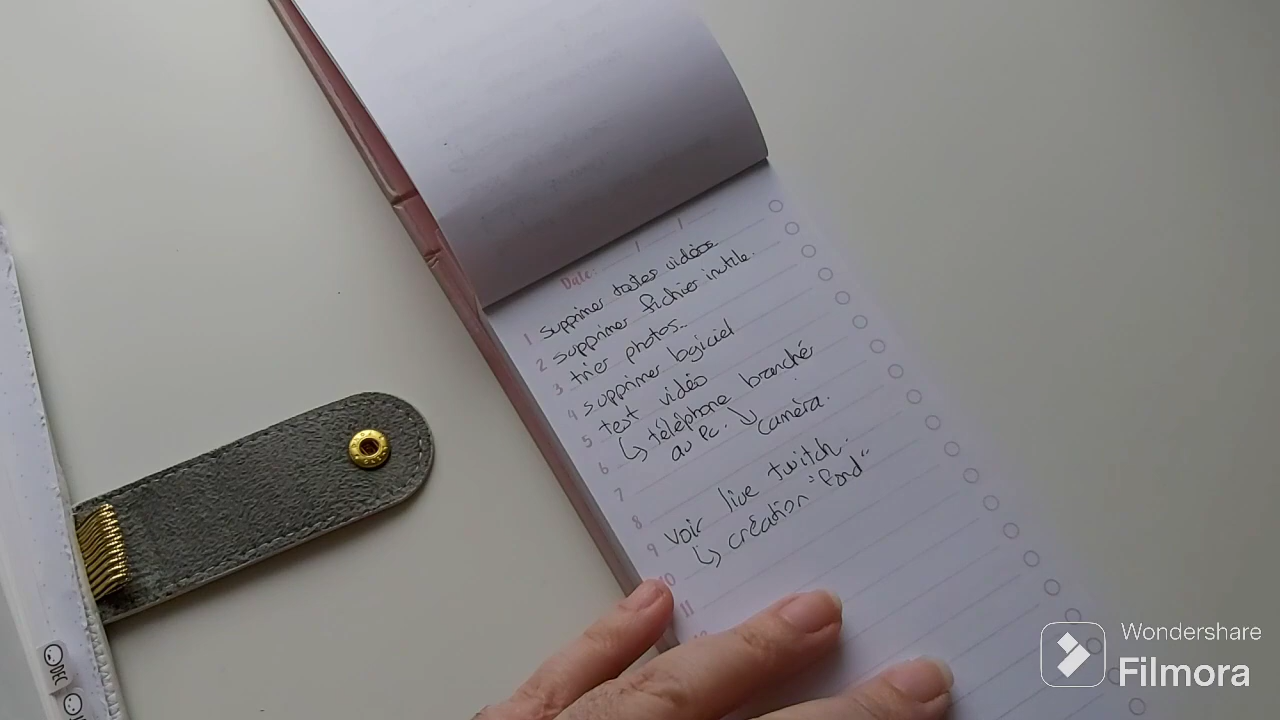 Date: / /
1 supprimer toutes vidéos
2 supprimer fichier inutile.
3 trier photos.
4 supprimer logiciel
5 test vidéo
6 ↳ téléphone branché
au Pc. ↳ caméra.
7
8
9 voir live twitch.
10 ↳ création "fond"
11
DEC
Wondershare
Filmora